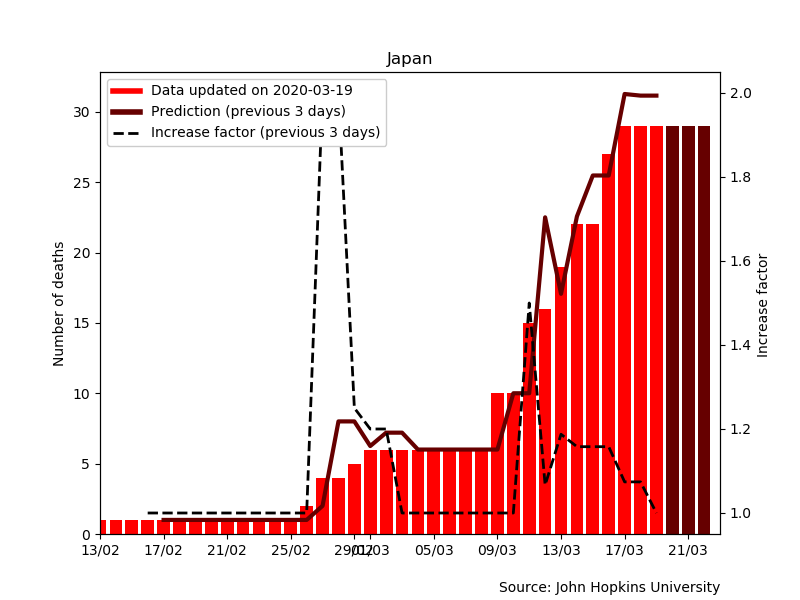 Japan
Data updated on 2020-03-19
Prediction (previous 3 days)
Increase factor (previous 3 days)
Number of deaths
30
25
20
15
10
5
0
2.0
1.8
1.6
1.4
1.2
1.0
Increase factor
13/02 17/02 21/02 25/02 29/02 01/03 05/03 09/03 13/03 17/03 21/03
Source: John Hopkins University